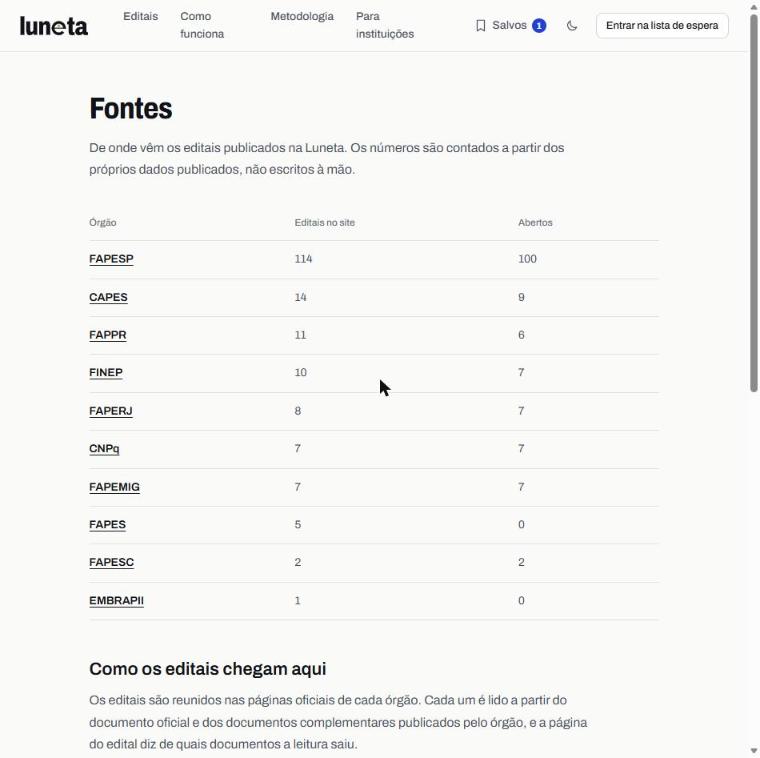 luneta
Editais
Como funciona
Metodologia
Para instituições
Salvos 1
Entrar na lista de espera
Fontes
De onde vêm os editais publicados na Luneta. Os números são contados a partir dos
próprios dados publicados, não escritos à mão.
Órgão Editais no site Abertos
FAPESP 114 100
CAPES 14 9
FAPPR 11 6
FINEP 10 7
FAPERJ 8 7
CNPq 7 7
FAPEMIG 7 7
FAPES 5 0
FAPESC 2 2
EMBRAPII 1 0
Como os editais chegam aqui
Os editais são reunidos nas páginas oficiais de cada órgão. Cada um é lido a partir do
documento oficial e dos documentos complementares publicados pelo órgão, e a página
do edital diz de quais documentos a leitura saiu.